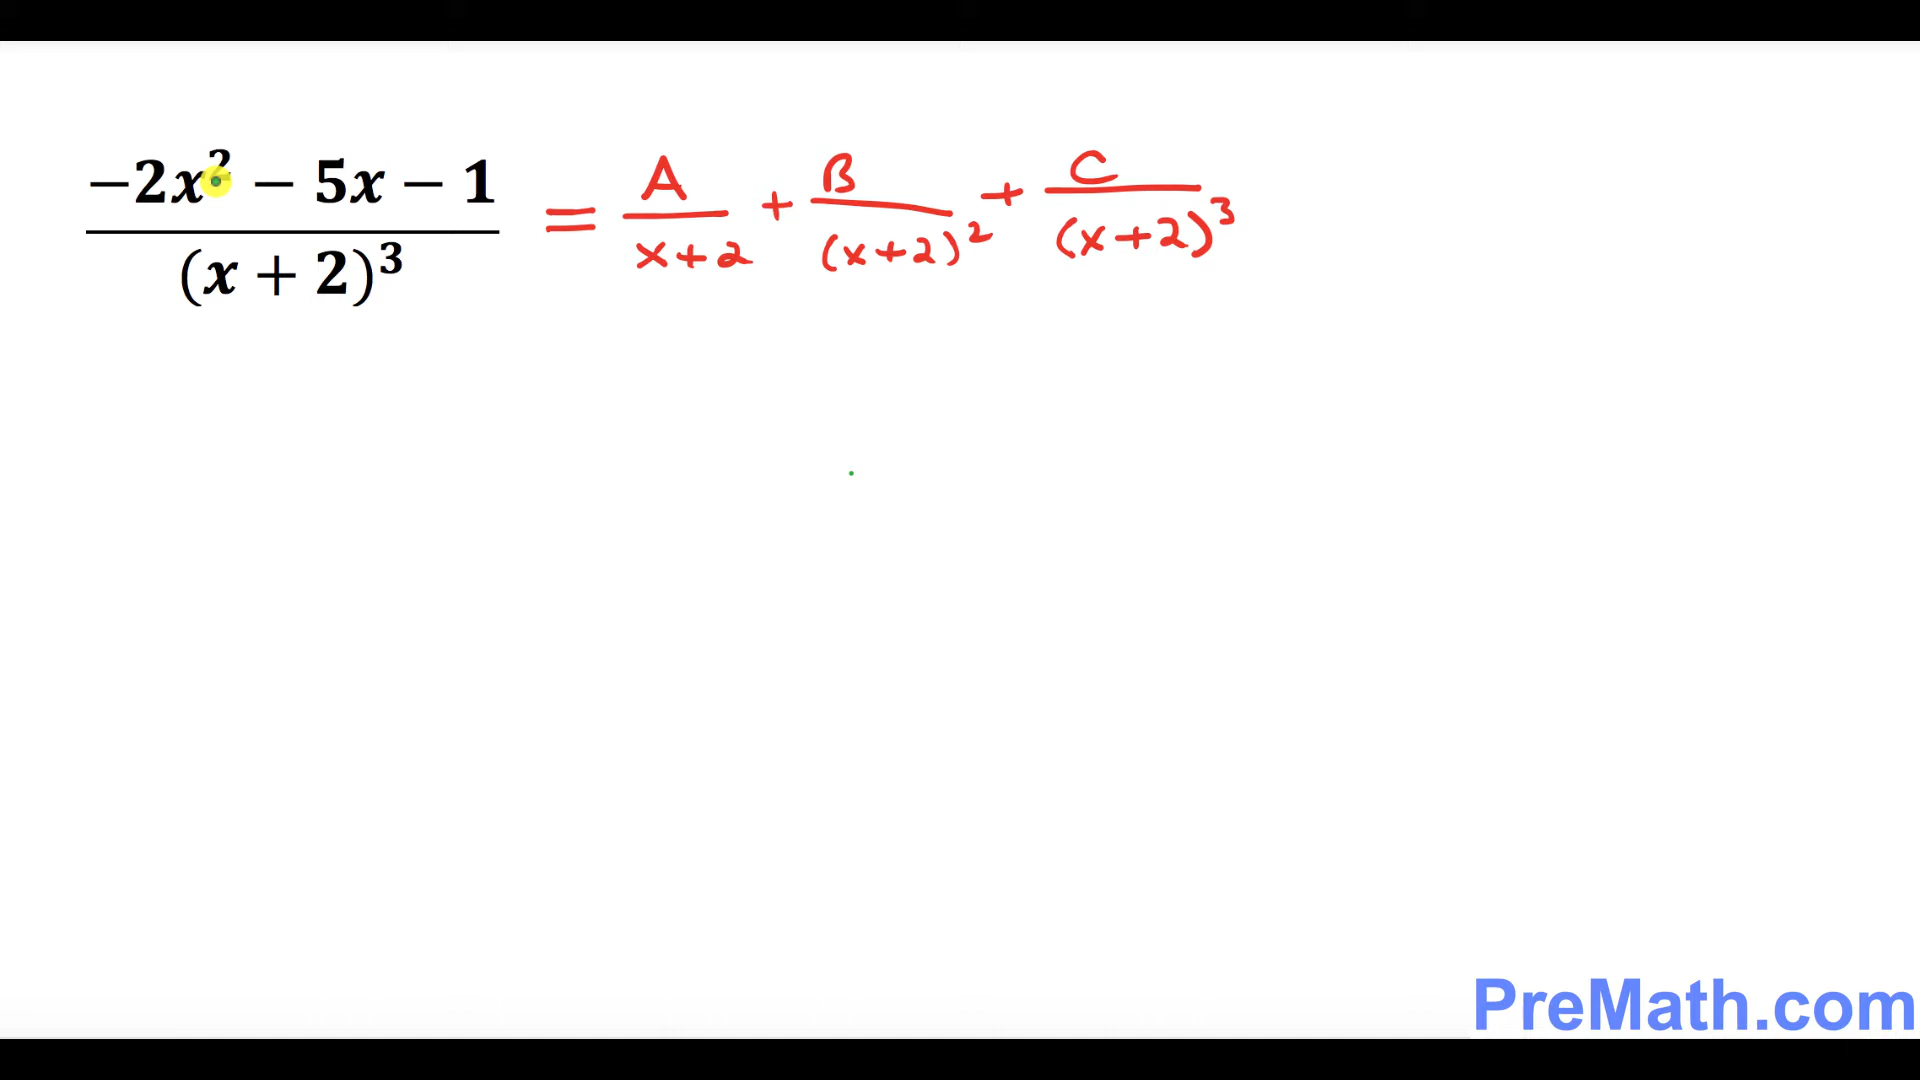 −2x² − 5x − 1 / (x + 2)³ = A / x+2 + B / (x+2)² + C / (x+2)³
PreMath.com